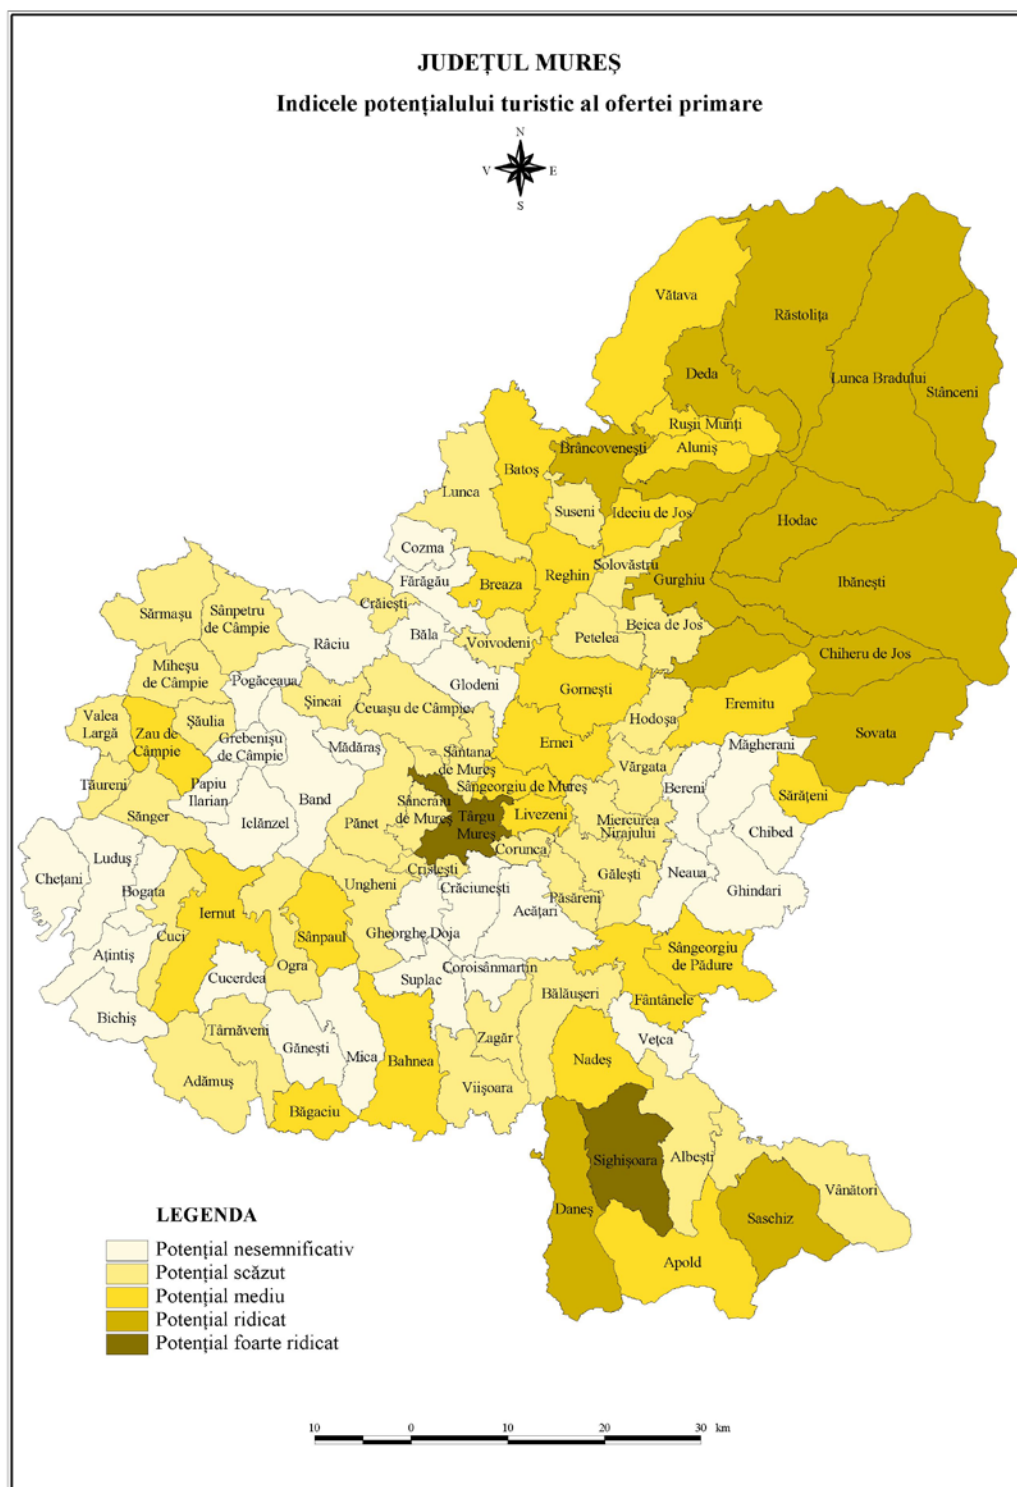 JUDEȚUL MUREȘ
Indicele potențialului turistic al ofertei primare
N
V
E
S
Vătava
Răstolița
Deda
Lunca Bradului
Stânceni
Rușii Munți
Brâncovenești
Aluniș
Batoș
Lunca
Suseni
Ideciu de Jos
Hodac
Cozma
Solovăstru
Fărăgău
Breaza
Reghin
Gurghiu
Ibănești
Sărmașu
Sânpetru
de Câmpie
Crăiești
Râciu
Băla
Voivodeni
Petelea
Beica de Jos
Chiheru de Jos
Miheșu
de Câmpie
Pogăceaua
Glodeni
Șincai
Ceuașu de Câmpie
Gornești
Eremitu
Valea
Largă
Zau de
Câmpie
Șăulia
Grebenișu
de Câmpie
Mădăraș
Hodoșa
Sovata
Ernei
Măgherani
Sântana
de Mureș
Vărgata
Tăureni
Papiu
Ilarian
Sângeorgiu de Mureș
Bereni
Sărățeni
Band
Sâncraiu
de Mureș
Târgu
Mureș
Livezeni
Sânger
Iclănzel
Pănet
Miercurea
Nirajului
Chibed
Corunca
Luduș
Chețani
Bogata
Cristești
Ungheni
Crăciunești
Gălești
Neaua
Ghindari
Păsăreni
Iernut
Acățari
Sânpaul
Gheorghe Doja
Cuci
Ațintiș
Sângeorgiu
de Pădure
Ogra
Cucerdea
Suplac
Coroisânmartin
Bălăușeri
Fântânele
Bichiș
Târnăveni
Gănești
Mica
Bahnea
Zagăr
Nadeș
Vețca
Adămuș
Viișoara
Băgaciu
Sighișoara
Albești
Vânători
Daneș
Saschiz
Apold
LEGENDA
Potențial nesemnificativ
Potențial scăzut
Potențial mediu
Potențial ridicat
Potențial foarte ridicat
10 0 10 20 30 km